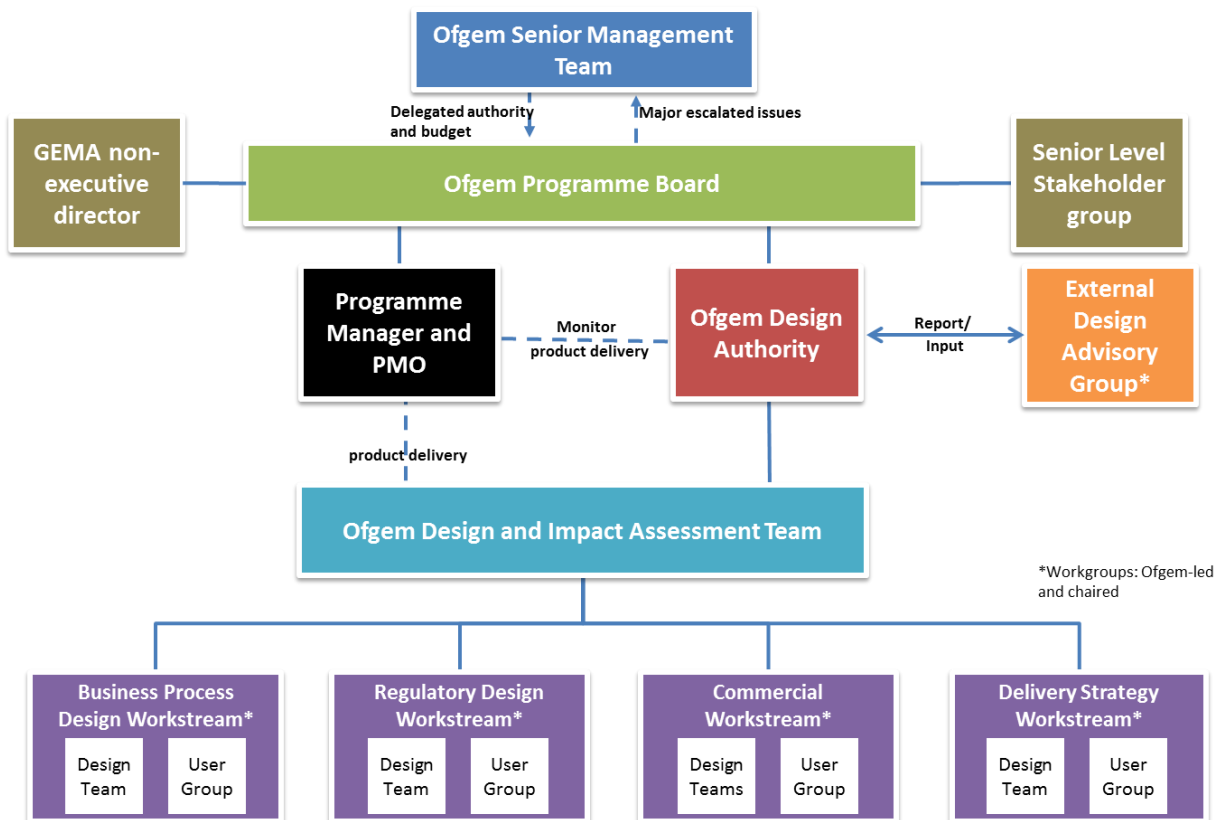 Ofgem Senior Management
Team
Delegated authority
and budget
Major escalated issues
GEMA non-
executive
director
Ofgem Programme Board
Senior Level
Stakeholder
group
Programme
Manager and
PMO
Monitor
product delivery
Ofgem Design
Authority
Report/
Input
External
Design
Advisory
Group*
product delivery
Ofgem Design and Impact Assessment Team
*Workgroups: Ofgem-led
and chaired
Business Process
Design Workstream*
Design
Team
User
Group
Regulatory Design
Workstream*
Design
Team
User
Group
Commercial
Workstream*
Design
Teams
User
Group
Delivery Strategy
Workstream*
Design
Team
User
Group